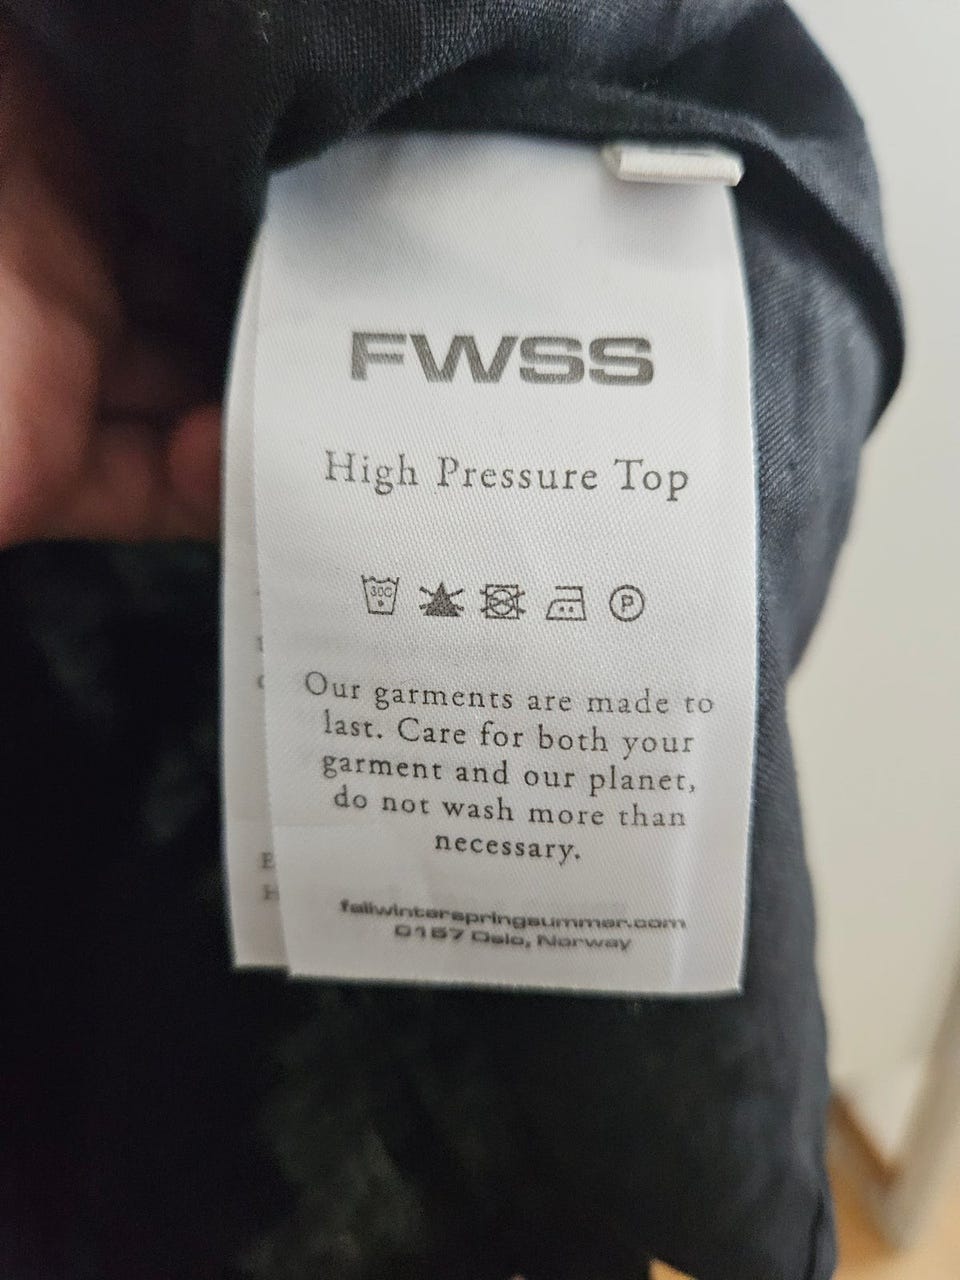 FWSS
High Pressure Top
30C
P
Our garments are made to
last. Care for both your
garment and our planet,
do not wash more than
necessary.
fallwinterspringsummer.com
0157 Oslo, Norway